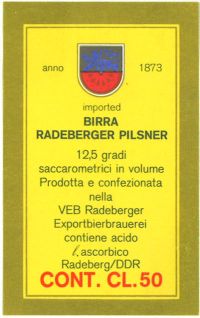 anno 1873
imported
BIRRA
RADEBERGER PILSNER
12,5 gradi
saccarometrici in volume
Prodotta e confezionata
nella
VEB Radeberger
Exportbierbrauerei
contiene acido
l, ascorbico
Radeberg/DDR
CONT. CL. 50